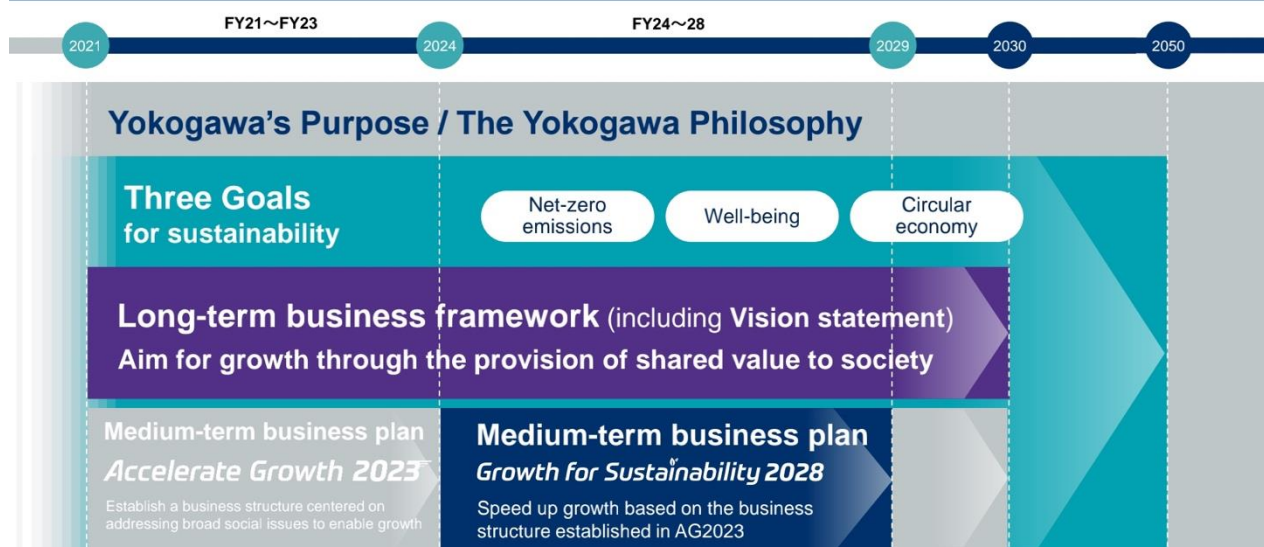 FY21～FY23
FY24～28
2021
2024
2029
2030
2050
Yokogawa's Purpose / The Yokogawa Philosophy
Three Goals
for sustainability
Net-zero
emissions
Well-being
Circular
economy
Long-term business framework (including Vision statement)
Aim for growth through the provision of shared value to society
Medium-term business plan
Accelerate Growth 2023
Establish a business structure centered on
addressing broad social issues to enable growth
Medium-term business plan
Growth for Sustainability 2028
Speed up growth based on the business
structure established in AG2023